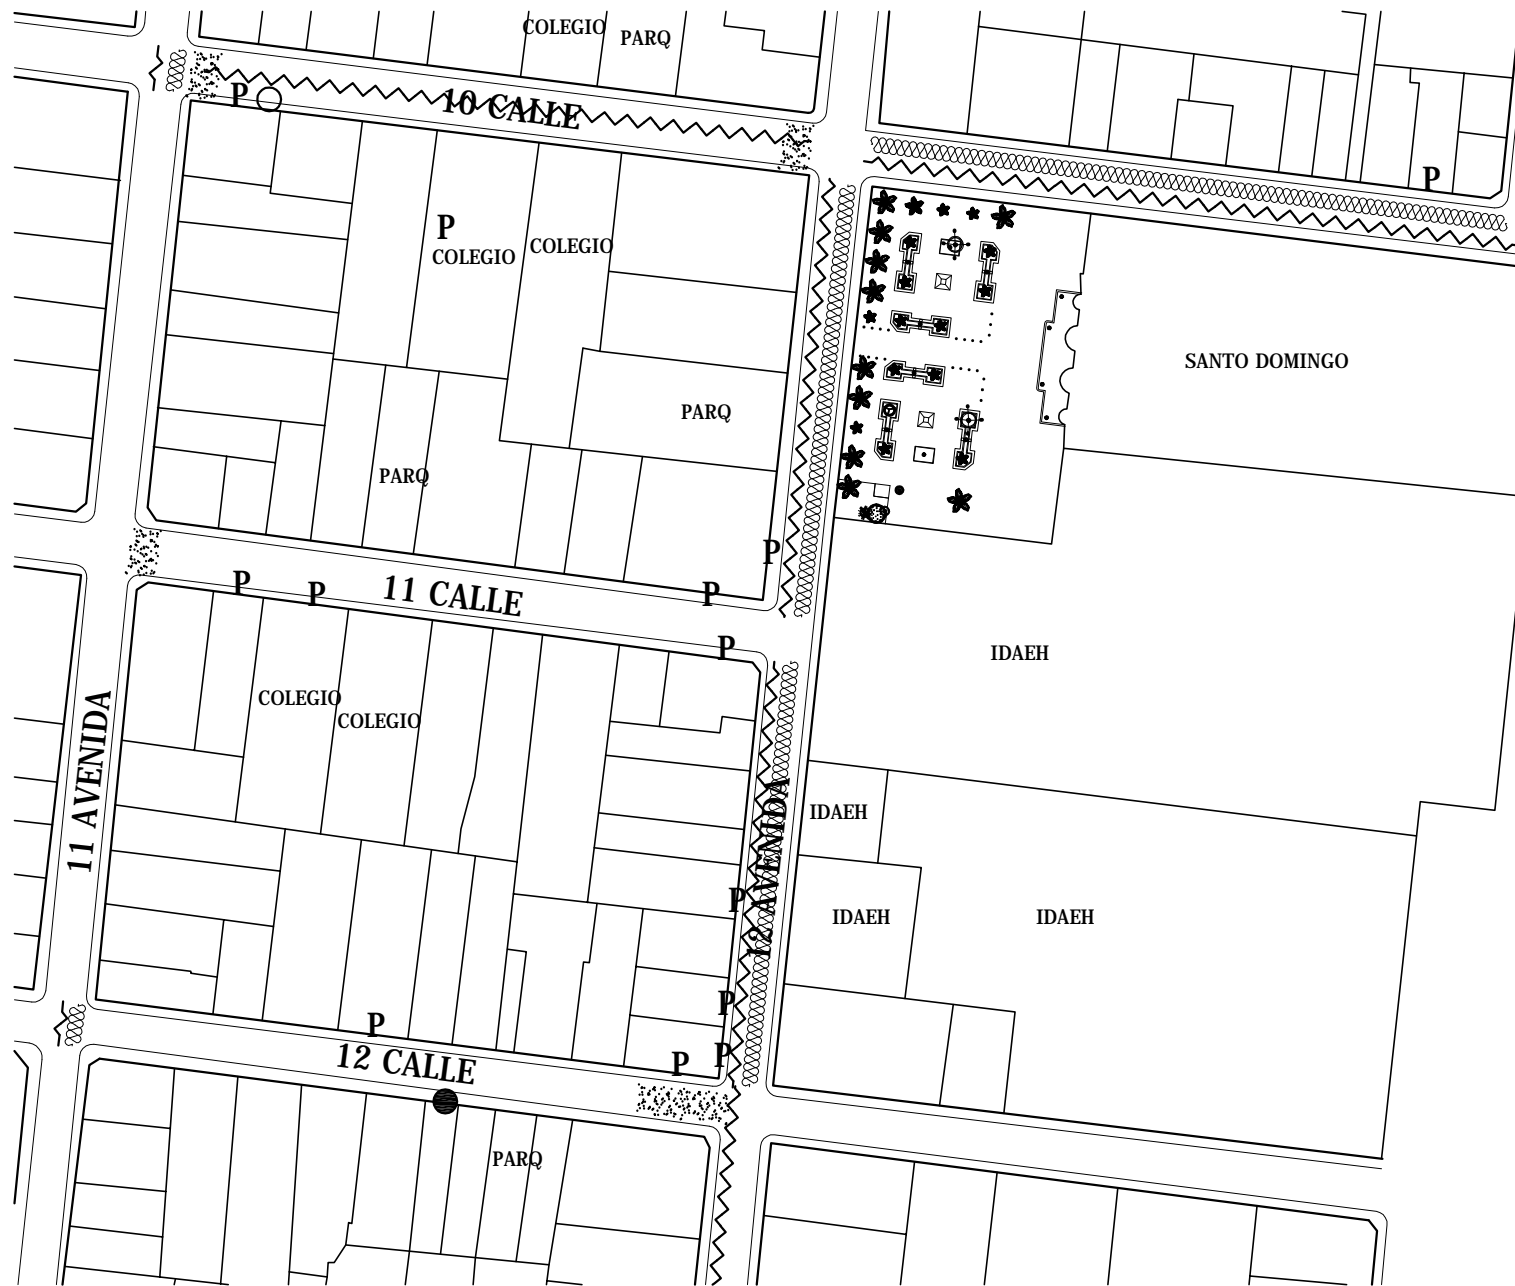 COLEGIO
PARQ
P
10 CALLE
P
P
COLEGIO
COLEGIO
SANTO DOMINGO
PARQ
PARQ
P
P
P
11 CALLE
P
P
IDAEH
COLEGIO
COLEGIO
11 AVENIDA
12 AVENIDA
IDAEH
P
IDAEH
IDAEH
P
P
12 CALLE
P
P
PARQ